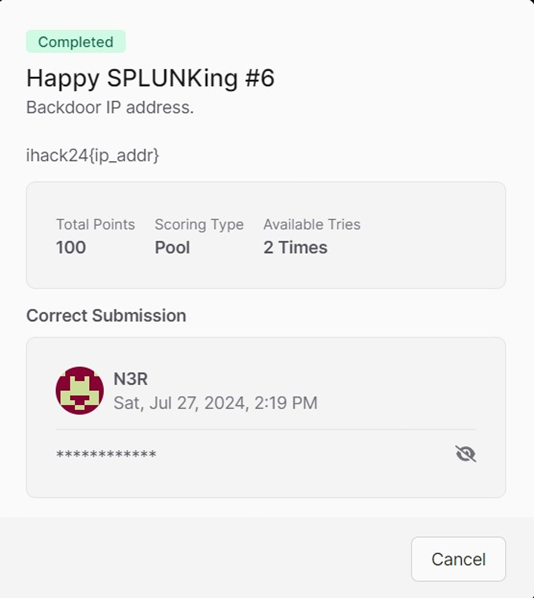 Completed
Happy SPLUNKing #6
Backdoor IP address.
ihack24{ip_addr}
Total Points Scoring Type Available Tries
100 Pool 2 Times
Correct Submission
N3R
Sat, Jul 27, 2024, 2:19 PM
************
Cancel